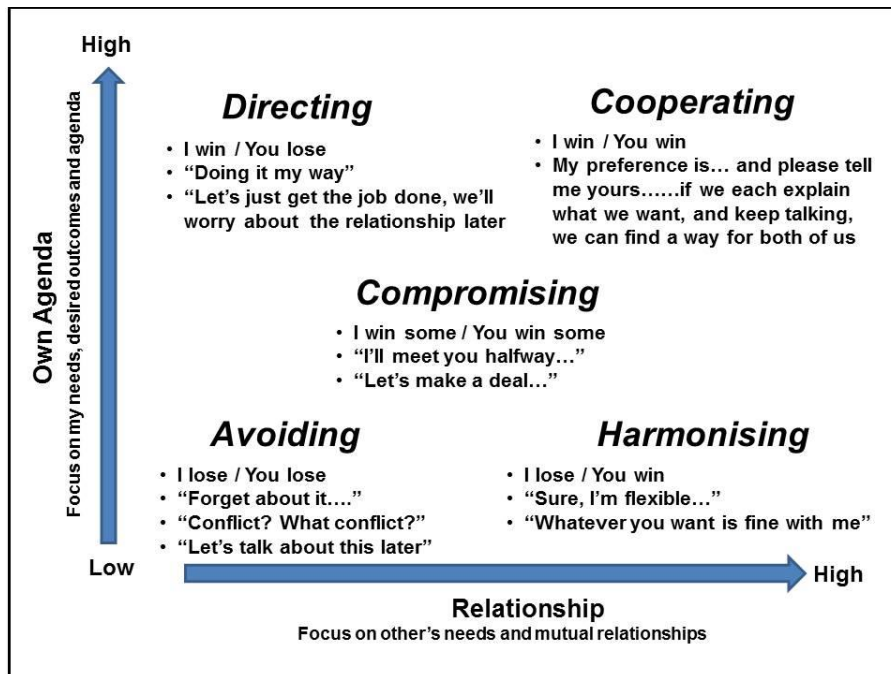 High
Own Agenda
Focus on my needs, desired outcomes and agenda
Directing
• I win / You lose
• “Doing it my way”
• “Let’s just get the job done, we’ll
worry about the relationship later
Cooperating
• I win / You win
• My preference is… and please tell
me yours……if we each explain
what we want, and keep talking,
we can find a way for both of us
Compromising
• I win some / You win some
• “I’ll meet you halfway…”
• “Let’s make a deal…”
Avoiding
• I lose / You lose
• “Forget about it….”
• “Conflict? What conflict?”
• “Let’s talk about this later”
Harmonising
• I lose / You win
• “Sure, I’m flexible…”
• “Whatever you want is fine with me”
Low
High
Relationship
Focus on other’s needs and mutual relationships